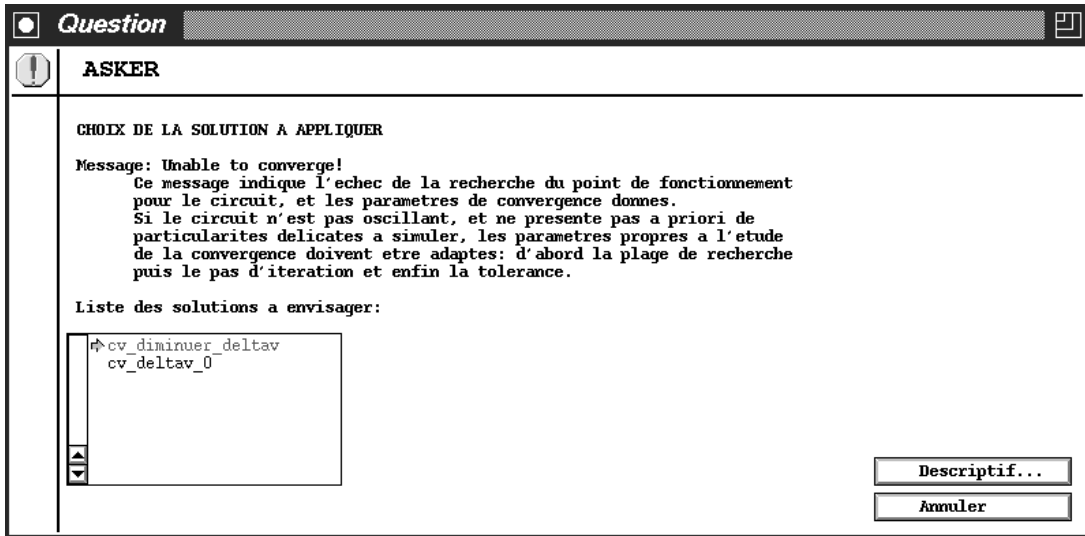 Question
ASKER
CHOIX DE LA SOLUTION A APPLIQUER
Message: Unable to converge!
Ce message indique l'echec de la recherche du point de fonctionnement
pour le circuit, et les parametres de convergence donnes.
Si le circuit n'est pas oscillant, et ne presente pas a priori de
particularites delicates a simuler, les parametres propres a l'etude
de la convergence doivent etre adaptes: d'abord la plage de recherche
puis le pas d'iteration et enfin la tolerance.
Liste des solutions a envisager:
cv_diminuer_deltav
cv_deltav_0
Descriptif...
Annuler